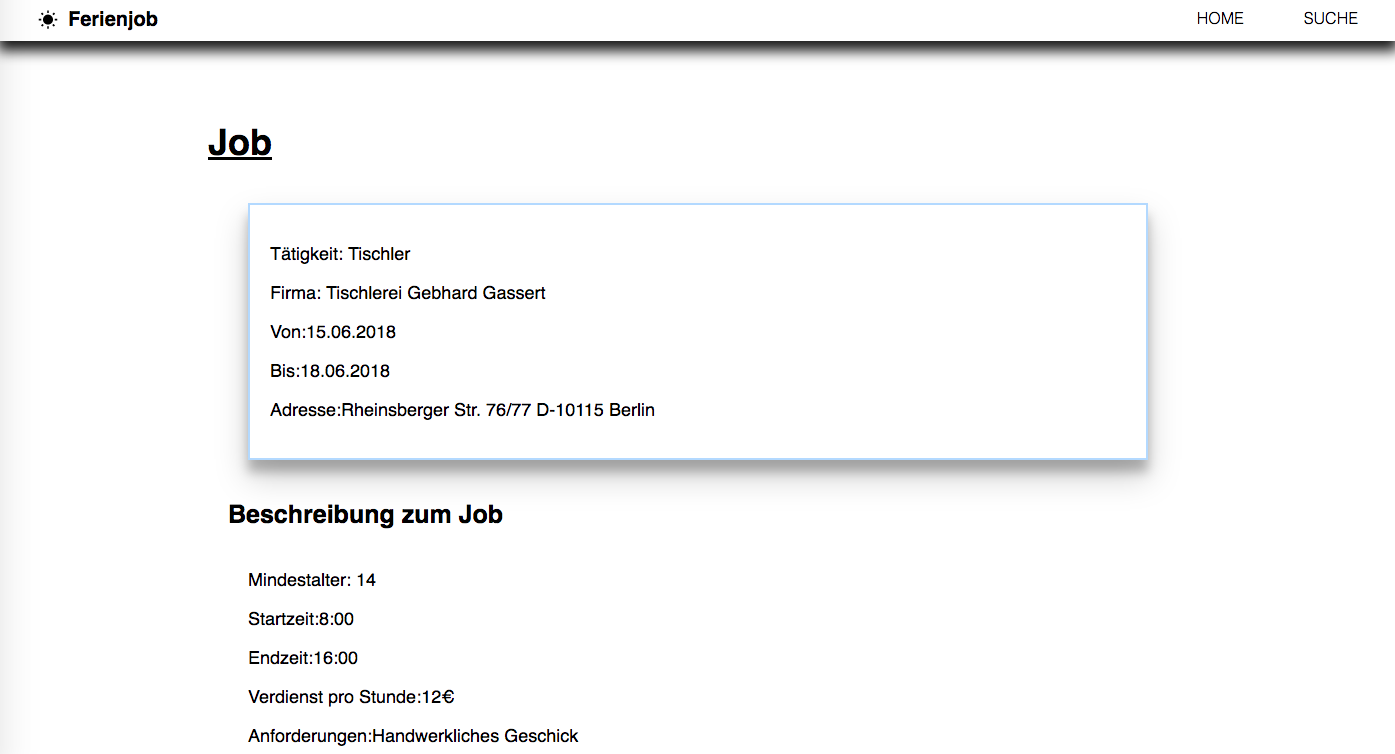 Ferienjob
HOME
SUCHE
Job
Tätigkeit: Tischler
Firma: Tischlerei Gebhard Gassert
Von:15.06.2018
Bis:18.06.2018
Adresse:Rheinsberger Str. 76/77 D-10115 Berlin
Beschreibung zum Job
Mindestalter: 14
Startzeit:8:00
Endzeit:16:00
Verdienst pro Stunde:12€
Anforderungen:Handwerkliches Geschick